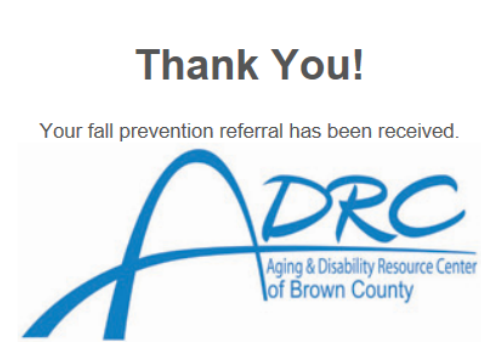 Thank You!
Your fall prevention referral has been received.
ADRC
Aging & Disability Resource Center
of Brown County